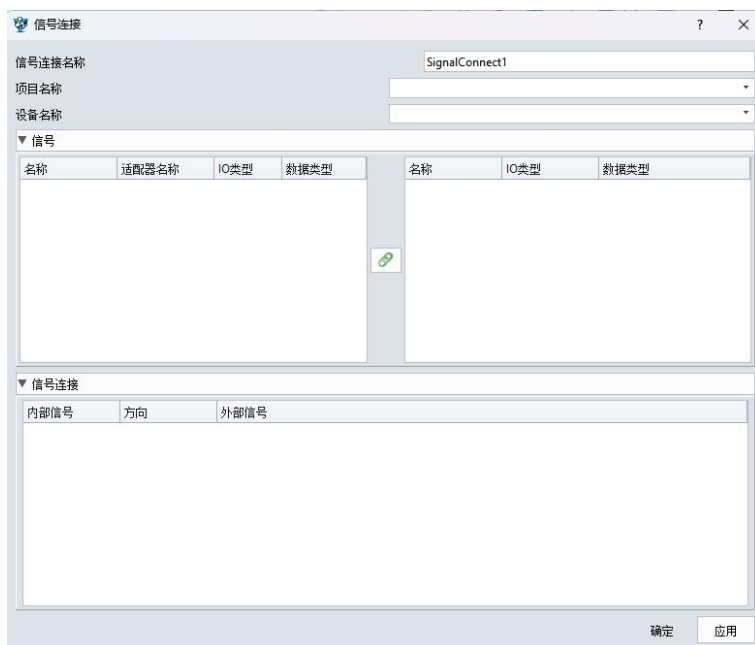 信号连接
?
信号连接名称 SignalConnect1
项目名称
设备名称
信号
名称 适配器名称 IO类型 数据类型 名称 IO类型 数据类型
信号连接
内部信号 方向 外部信号
确定 应用